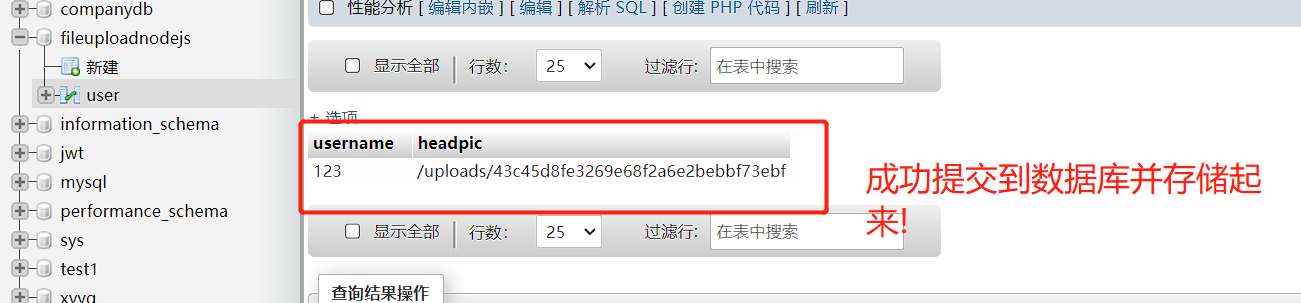 companydb
fileuploadnodejs
新建
user
information_schema
jwt
mysql
performance_schema
sys
test1
xyyg
性能分析 [ 编辑内嵌 ] [ 编辑 ] [ 解析 SQL ] [ 创建 PHP 代码 ] [ 刷新 ]
显示全部 行数: 25 过滤行: 在表中搜索
+ 选项
username headpic
123 /uploads/43c45d8fe3269e68f2a6e2bebbf73ebf
成功提交到数据库并存储起
来!
显示全部 行数: 25 过滤行: 在表中搜索
查询结果操作